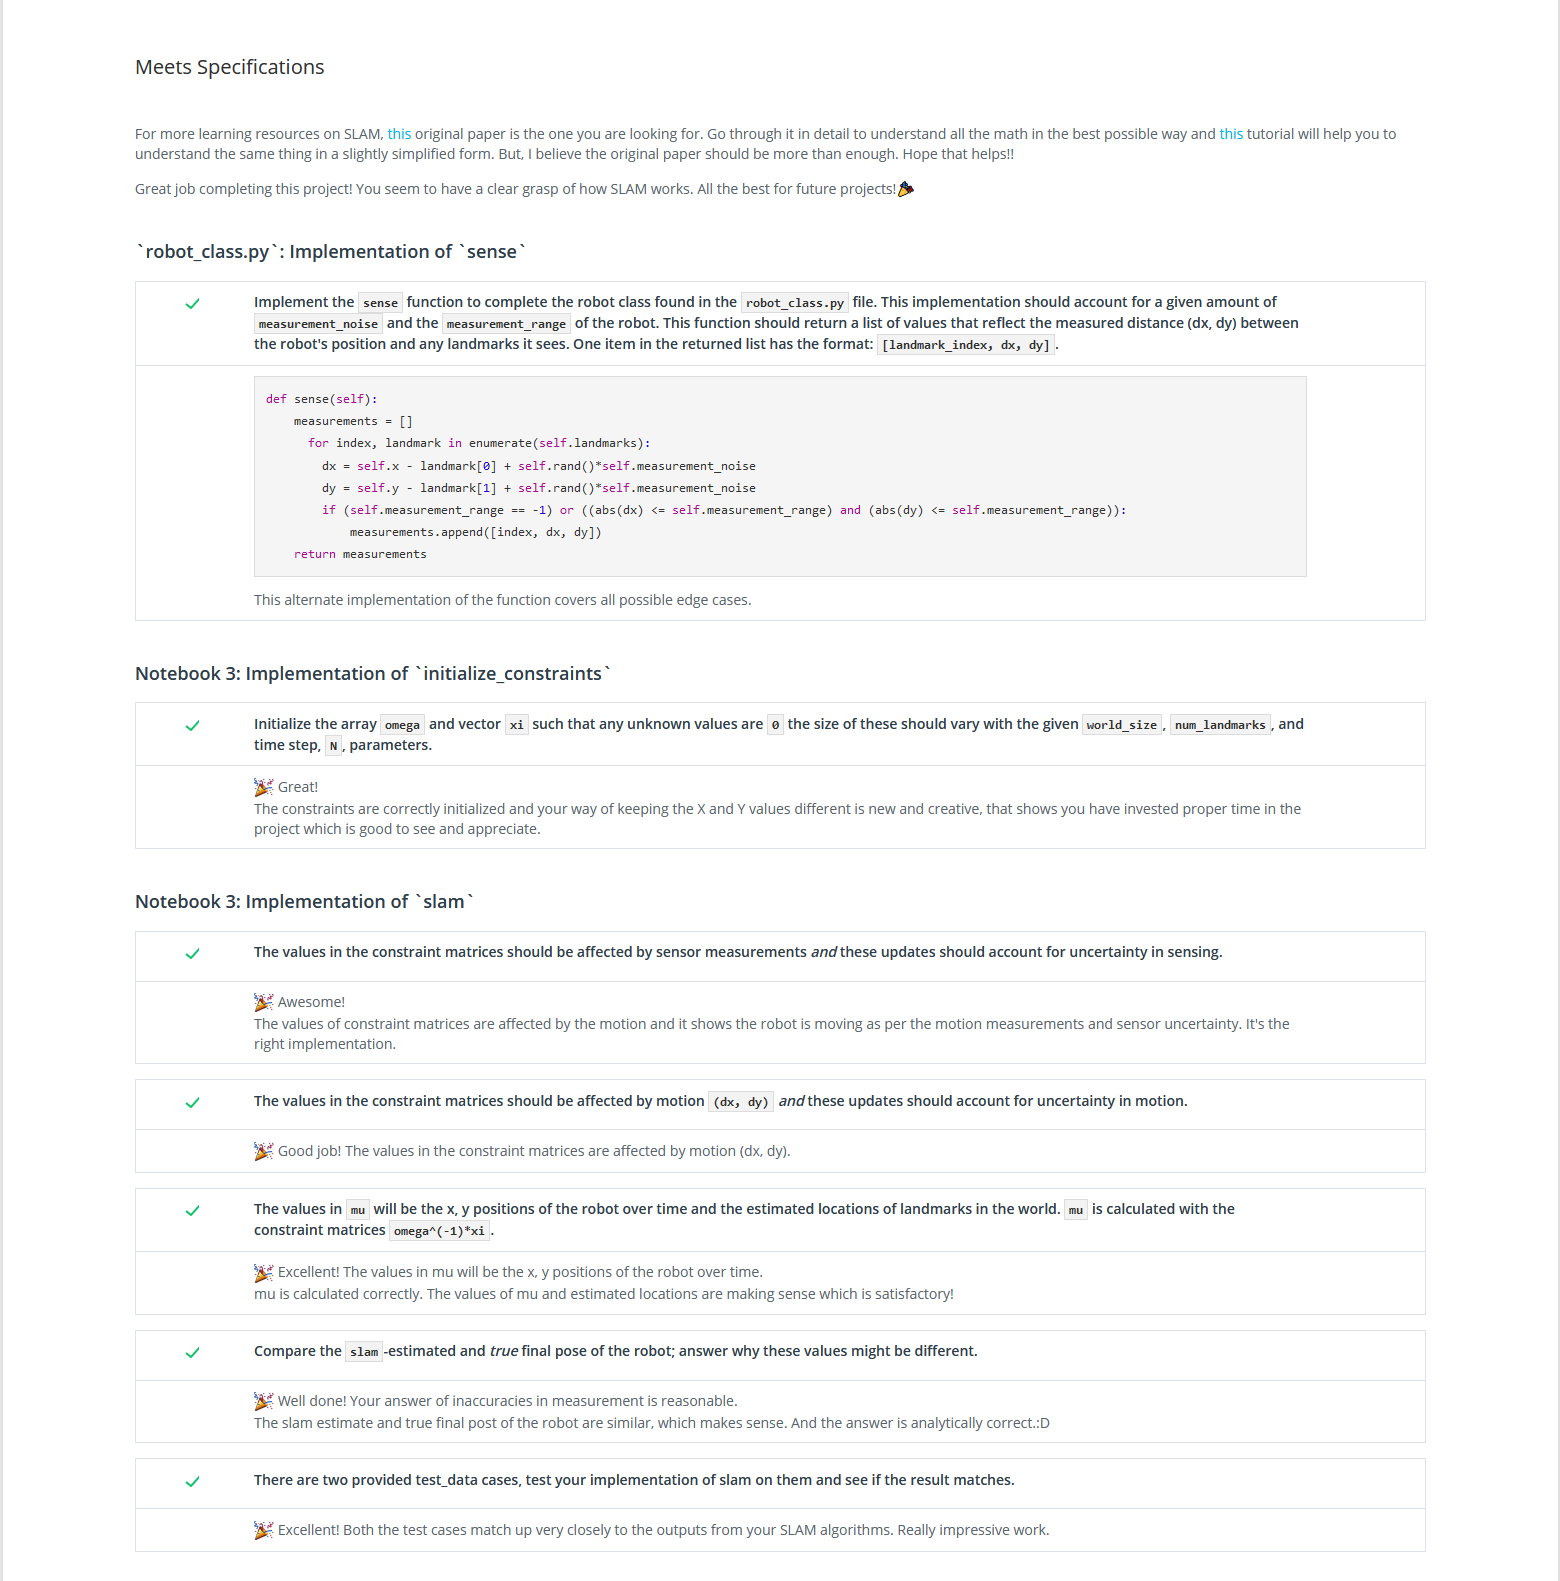 Meets Specifications
For more learning resources on SLAM, this original paper is the one you are looking for. Go through it in detail to understand all the math in the best possible way and this tutorial will help you to
understand the same thing in a slightly simplified form. But, I believe the original paper should be more than enough. Hope that helps!!
Great job completing this project! You seem to have a clear grasp of how SLAM works. All the best for future projects!🎉
`robot_class.py`: Implementation of `sense`
Implement the sense function to complete the robot class found in the robot_class.py file. This implementation should account for a given amount of
measurement_noise and the measurement_range of the robot. This function should return a list of values that reflect the measured distance (dx, dy) between
the robot's position and any landmarks it sees. One item in the returned list has the format: [landmark_index, dx, dy] .
def sense(self):
    measurements = []
      for index, landmark in enumerate(self.landmarks):
        dx = self.x - landmark[0] + self.rand()*self.measurement_noise
        dy = self.y - landmark[1] + self.rand()*self.measurement_noise
        if (self.measurement_range == -1) or ((abs(dx) <= self.measurement_range) and (abs(dy) <= self.measurement_range)):
            measurements.append([index, dx, dy])
    return measurements
This alternate implementation of the function covers all possible edge cases.
Notebook 3: Implementation of `initialize_constraints`
Initialize the array omega and vector xi such that any unknown values are 0 the size of these should vary with the given world_size , num_landmarks , and
time step, N , parameters.
🎉 Great!
The constraints are correctly initialized and your way of keeping the X and Y values different is new and creative, that shows you have invested proper time in the
project which is good to see and appreciate.
Notebook 3: Implementation of `slam`
The values in the constraint matrices should be affected by sensor measurements and these updates should account for uncertainty in sensing.
🎉 Awesome!
The values of constraint matrices are affected by the motion and it shows the robot is moving as per the motion measurements and sensor uncertainty. It's the
right implementation.
The values in the constraint matrices should be affected by motion (dx, dy) and these updates should account for uncertainty in motion.
🎉 Good job! The values in the constraint matrices are affected by motion (dx, dy).
The values in mu will be the x, y positions of the robot over time and the estimated locations of landmarks in the world. mu is calculated with the
constraint matrices omega^(-1)*xi .
🎉 Excellent! The values in mu will be the x, y positions of the robot over time.
mu is calculated correctly. The values of mu and estimated locations are making sense which is satisfactory!
Compare the slam -estimated and true final pose of the robot; answer why these values might be different.
🎉 Well done! Your answer of inaccuracies in measurement is reasonable.
The slam estimate and true final post of the robot are similar, which makes sense. And the answer is analytically correct.:D
There are two provided test_data cases, test your implementation of slam on them and see if the result matches.
🎉 Excellent! Both the test cases match up very closely to the outputs from your SLAM algorithms. Really impressive work.